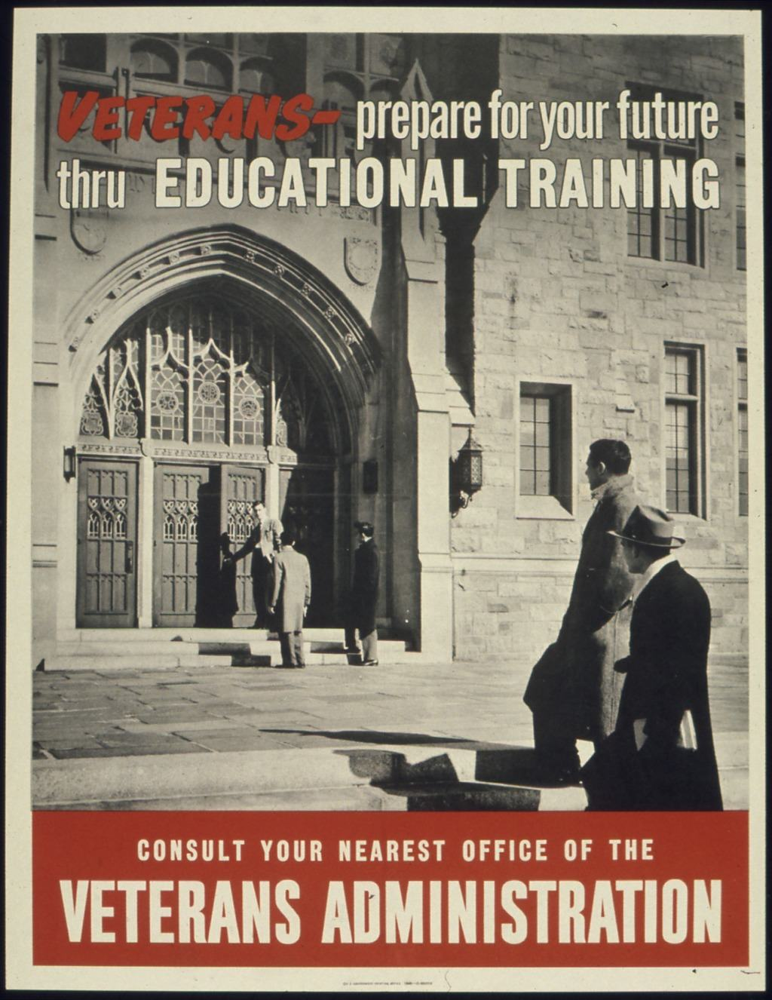 VETERANS- prepare for your future
thru EDUCATIONAL TRAINING
CONSULT YOUR NEAREST OFFICE OF THE
VETERANS ADMINISTRATION